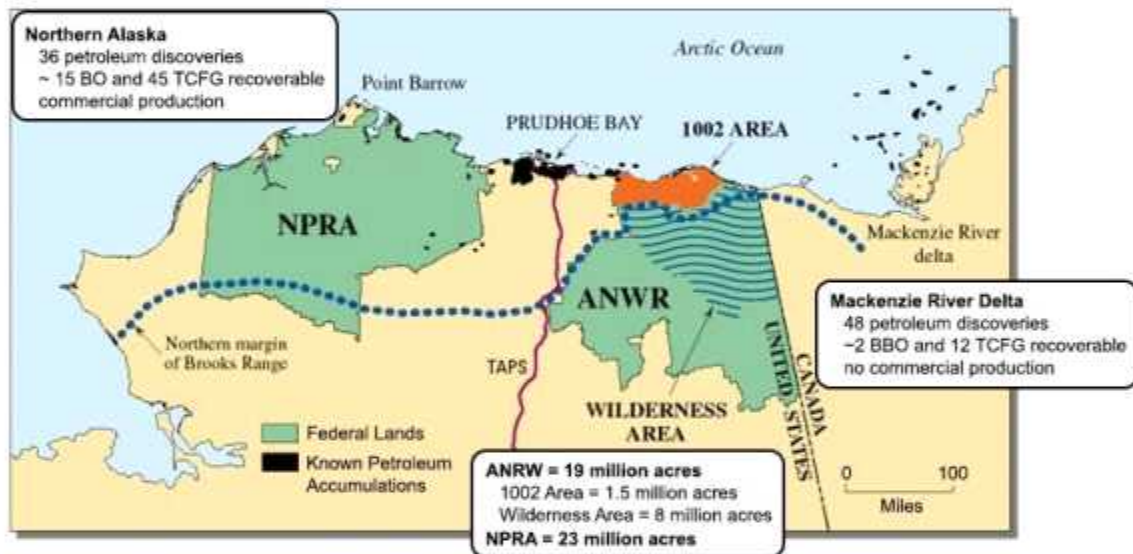 Northern Alaska
36 petroleum discoveries
~ 15 BO and 45 TCFG recoverable
commercial production
Arctic Ocean
Point Barrow
PRUDHOE BAY
1002 AREA
NPRA
Mackenzie River
delta
ANWR
Mackenzie River Delta
48 petroleum discoveries
~2 BBO and 12 TCFG recoverable
no commercial production
Northern margin
of Brooks Range
TAPS
CANADA
UNITED STATES
WILDERNESS
AREA
Federal Lands
Known Petroleum
Accumulations
ANRW = 19 million acres
1002 Area = 1.5 million acres
Wilderness Area = 8 million acres
NPRA = 23 million acres
0 100
Miles